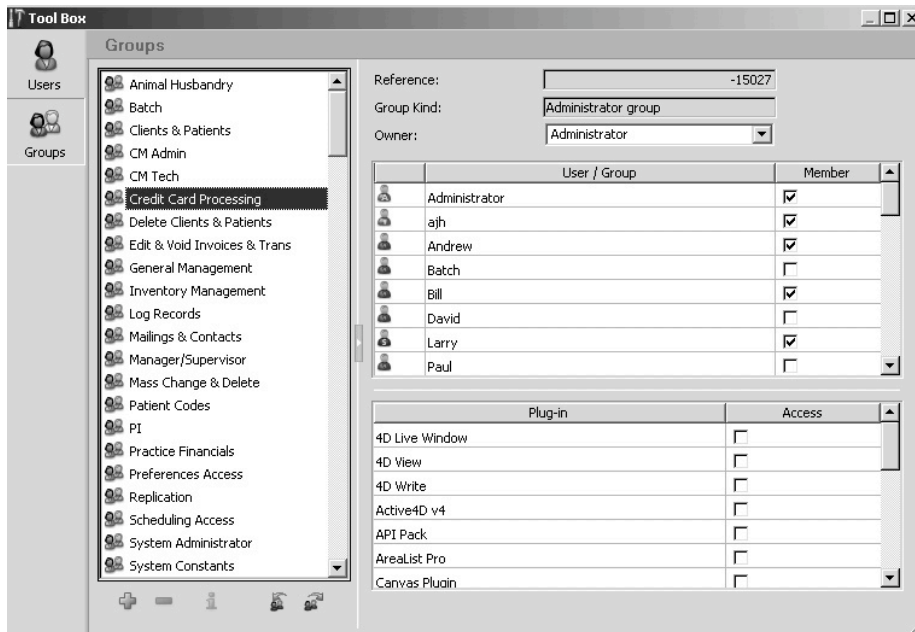 Tool Box
Users
Groups
Groups
Animal Husbandry
Batch
Clients & Patients
CM Admin
CM Tech
Credit Card Processing
Delete Clients & Patients
Edit & Void Invoices & Trans
General Management
Inventory Management
Log Records
Mailings & Contacts
Manager/Supervisor
Mass Change & Delete
Patient Codes
PI
Practice Financials
Preferences Access
Replication
Scheduling Access
System Administrator
System Constants
Reference: -15027
Group Kind: Administrator group
Owner: Administrator
User / Group Member
Administrator
ajh
Andrew
Batch
Bill
David
Larry
Paul
Plug-in Access
4D Live Window
4D View
4D Write
Active4D v4
API Pack
AreaList Pro
Canvas Plugin